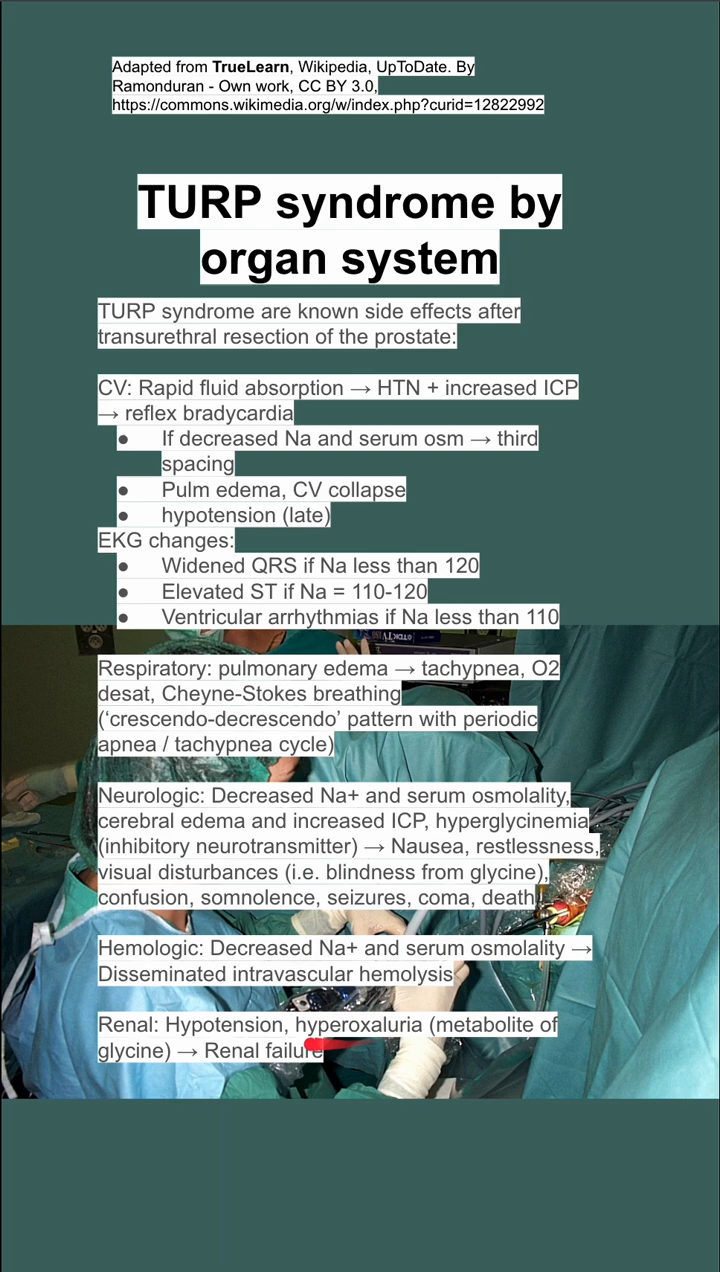 Adapted from TrueLearn, Wikipedia, UpToDate. By
Ramonduran - Own work, CC BY 3.0,
https://commons.wikimedia.org/w/index.php?curid=12822992
TURP syndrome by
organ system
TURP syndrome are known side effects after
transurethral resection of the prostate:
CV: Rapid fluid absorption → HTN + increased ICP
→ reflex bradycardia
● If decreased Na and serum osm → third
spacing
● Pulm edema, CV collapse
● hypotension (late)
EKG changes:
● Widened QRS if Na less than 120
● Elevated ST if Na = 110-120
● Ventricular arrhythmias if Na less than 110
Respiratory: pulmonary edema → tachypnea, O2
desat, Cheyne-Stokes breathing
(‘crescendo-decrescendo’ pattern with periodic
apnea / tachypnea cycle)
Neurologic: Decreased Na+ and serum osmolality,
cerebral edema and increased ICP, hyperglycinemia
(inhibitory neurotransmitter) → Nausea, restlessness,
visual disturbances (i.e. blindness from glycine),
confusion, somnolence, seizures, coma, death
Hemologic: Decreased Na+ and serum osmolality →
Disseminated intravascular hemolysis
Renal: Hypotension, hyperoxaluria (metabolite of
glycine) → Renal failure